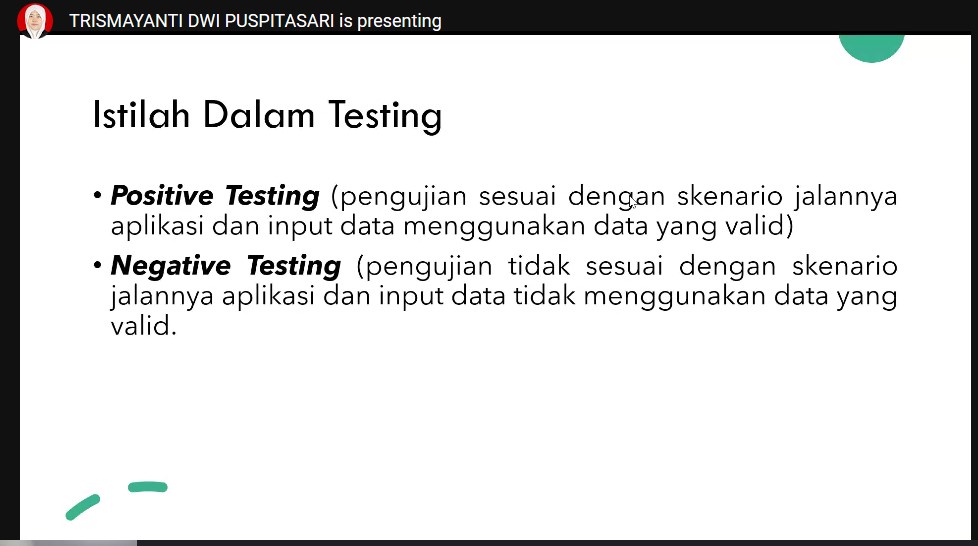 TRISMAYANTI DWI PUSPITASARI is presenting
Istilah Dalam Testing
• Positive Testing (pengujian sesuai dengan skenario jalannya
aplikasi dan input data menggunakan data yang valid)
• Negative Testing (pengujian tidak sesuai dengan skenario
jalannya aplikasi dan input data tidak menggunakan data yang
valid.